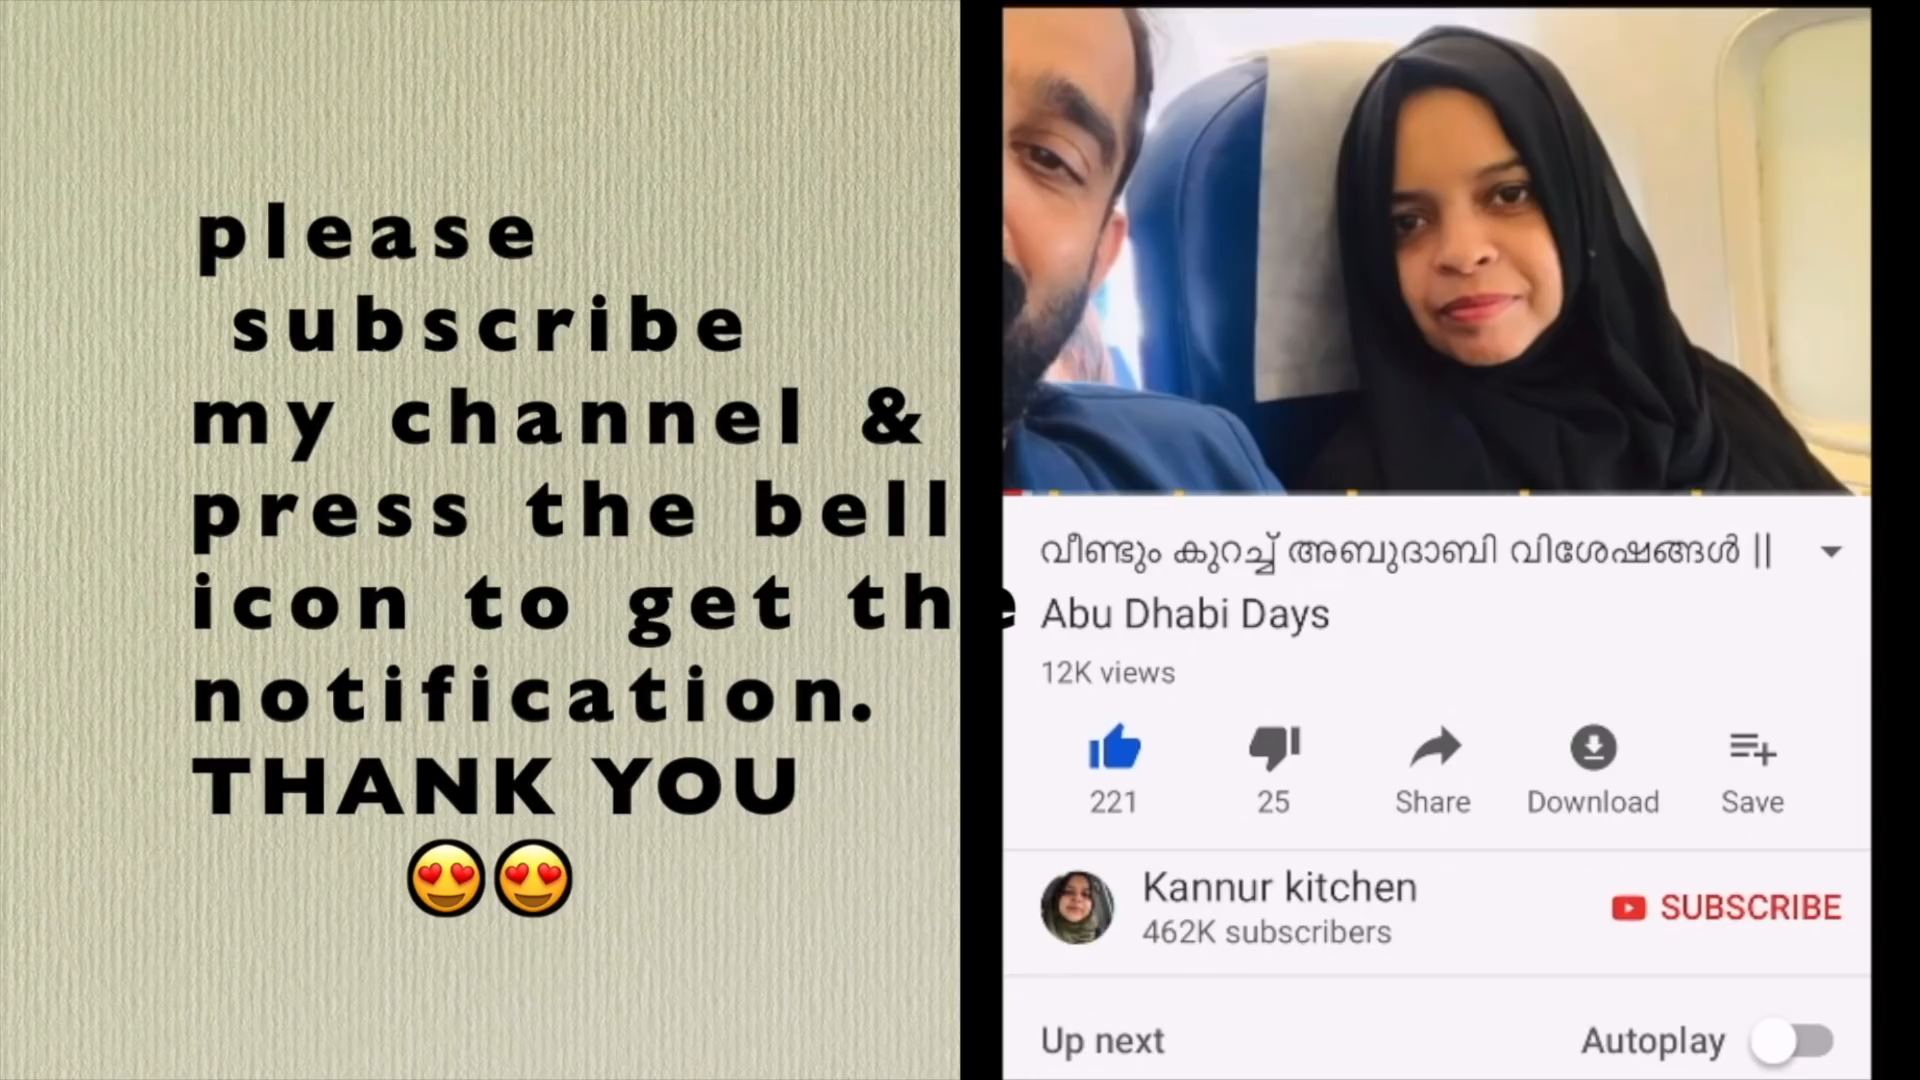 please
subscribe
my channel &
press the bell
icon to get the
notification.
THANK YOU
😍😍
വീണ്ടും കുറച്ച് അബുദാബി വിശേഷങ്ങൾ ||
Abu Dhabi Days
12K views
221
25
Share
Download
Save
Kannur kitchen
462K subscribers
SUBSCRIBE
Up next
Autoplay